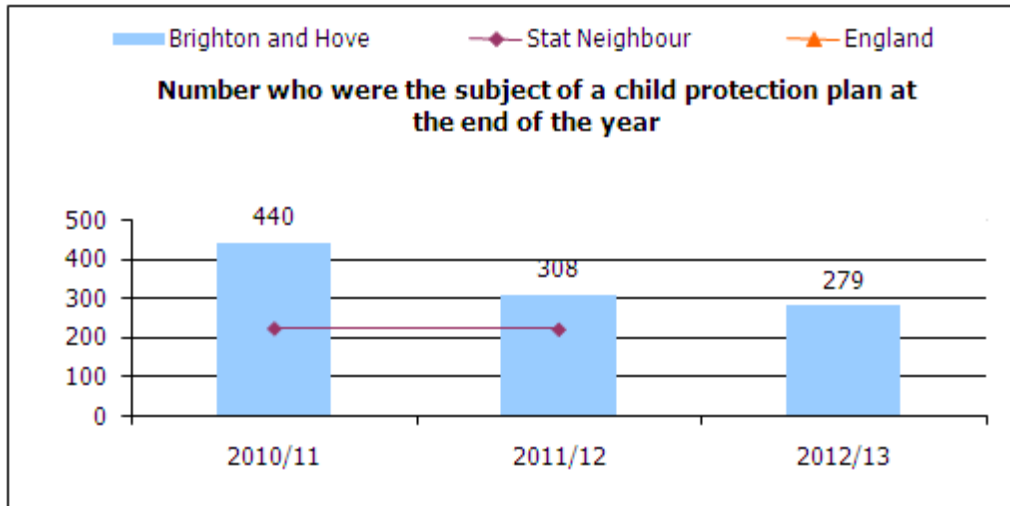 Brighton and Hove Stat Neighbour England
Number who were the subject of a child protection plan at
the end of the year
500
400
300
200
100
0
440
308
279
2010/11 2011/12 2012/13